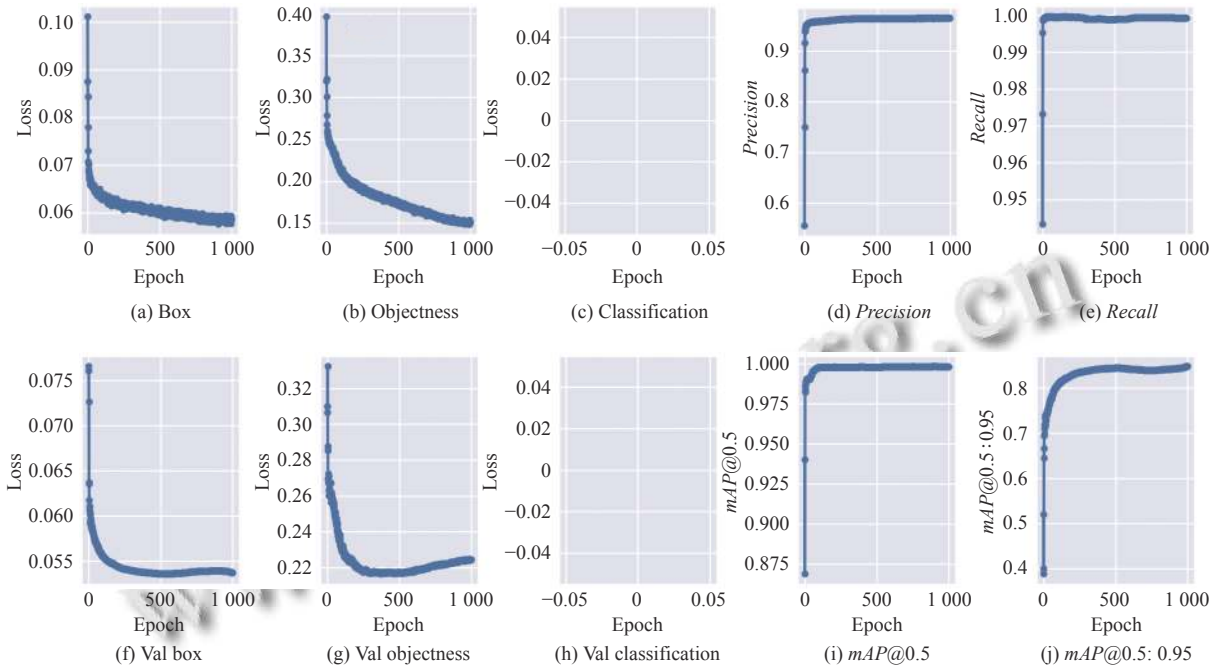 0.10
0.09
0.08
0.07
0.06
Loss
0 500 1 000
Epoch
(a) Box
0.40
0.35
0.30
0.25
0.20
0.15
Loss
0 500 1 000
Epoch
(b) Objectness
0.04
0.02
0
−0.02
−0.04
Loss
−0.05 0 0.05
Epoch
(c) Classification
0.9
0.8
0.7
0.6
Precision
0 500 1 000
Epoch
(d) Precision
1.00
0.99
0.98
0.97
0.96
0.95
Recall
0 500 1 000
Epoch
(e) Recall
0.075
0.070
0.065
0.060
0.055
Loss
0 500 1 000
Epoch
(f) Val box
0.32
0.30
0.28
0.26
0.24
0.22
Loss
0 500 1 000
Epoch
(g) Val objectness
0.04
0.02
0
−0.02
−0.04
Loss
−0.05 0 0.05
Epoch
(h) Val classification
1.000
0.975
0.950
0.925
0.900
0.875
mAP@0.5
0 500 1 000
Epoch
(i) mAP@0.5
0.8
0.7
0.6
0.5
0.4
mAP@0.5:0.95
0 500 1 000
Epoch
(j) mAP@0.5: 0.95